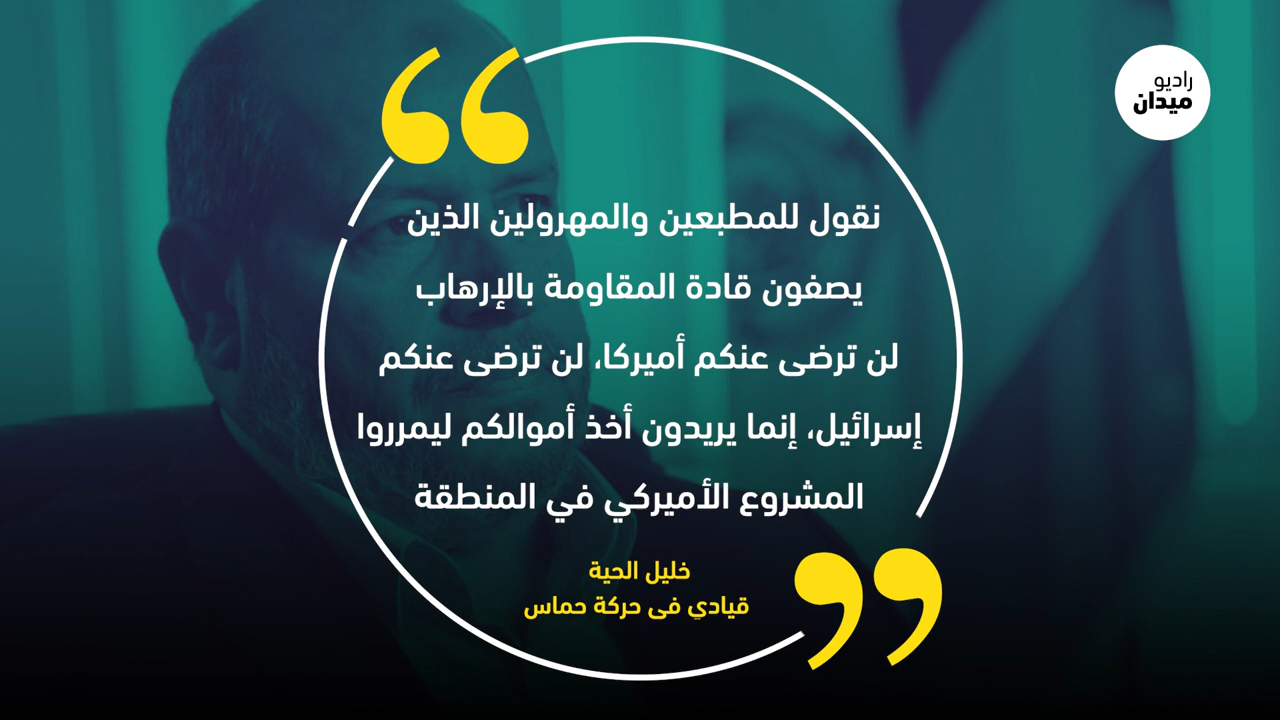 راديو
ميدان
نقول للمطبعين والمهرولين الذين
يصفون قادة المقاومة بالإرهاب
لن ترضى عنكم أميركا، لن ترضى عنكم
إسرائيل، إنما يريدون أخذ أموالكم ليمرروا
المشروع الأميركي في المنطقة
خليل الحية
قيادي فى حركة حماس